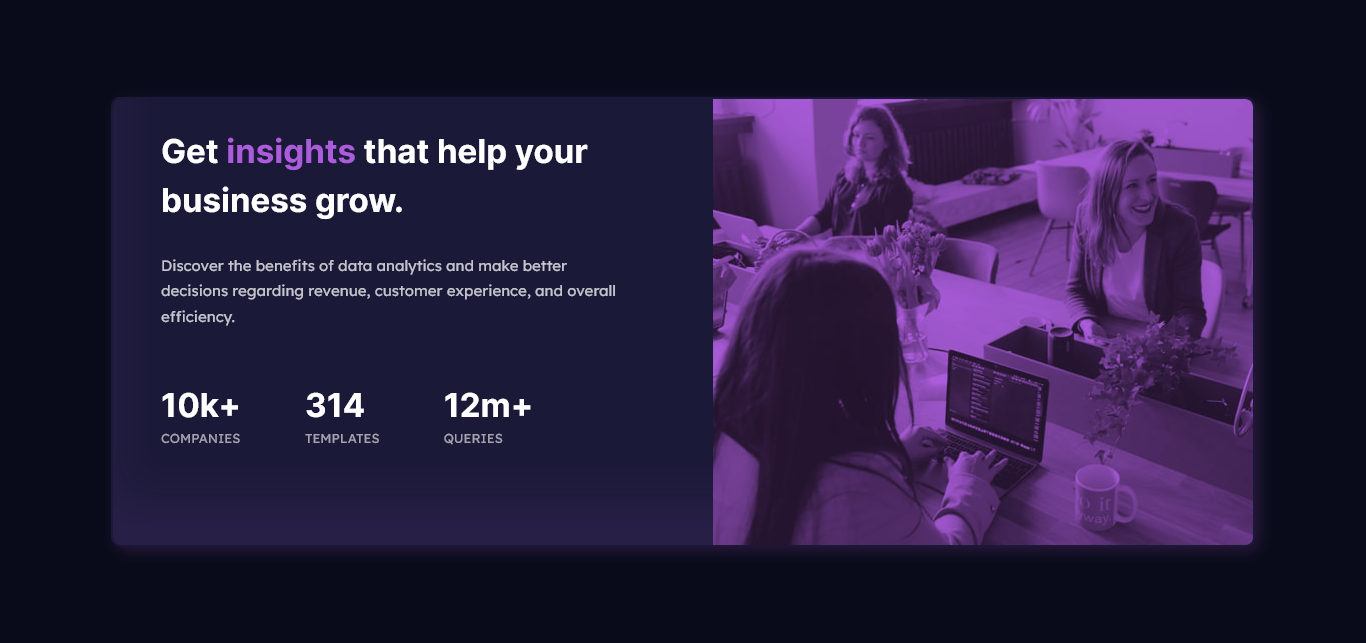 Get insights that help your
business grow.
Discover the benefits of data analytics and make better
decisions regarding revenue, customer experience, and overall
efficiency.
10k+ 314 12m+
COMPANIES TEMPLATES QUERIES